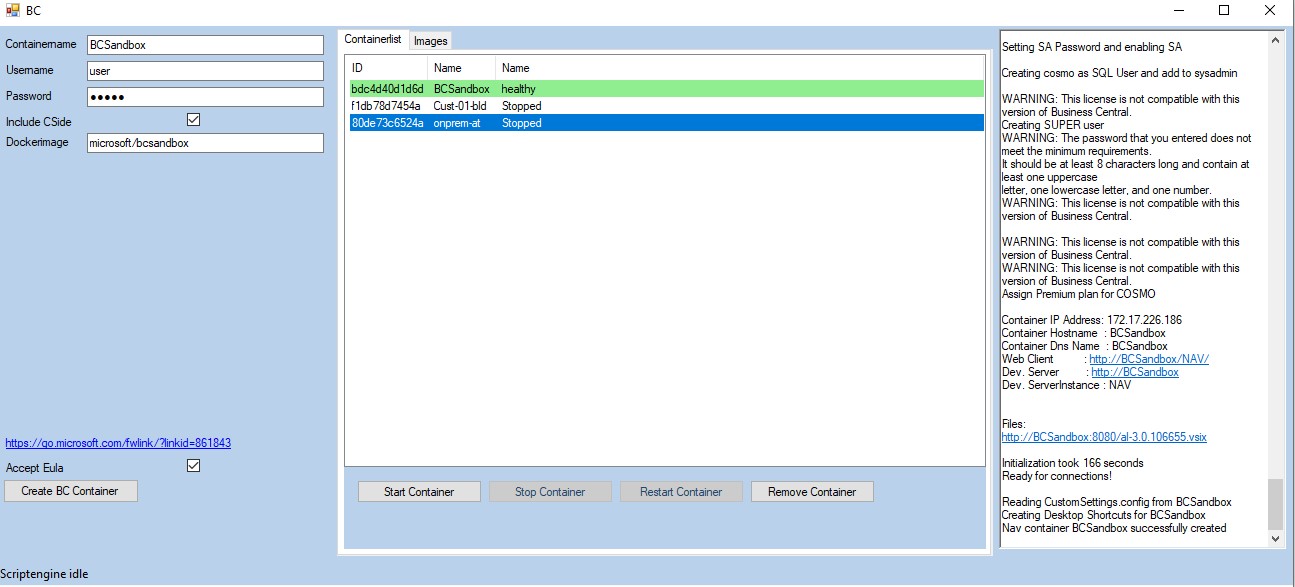 BC
Containername BCSandbox
Username user
Password •••••
Include CSide
Dockerimage microsoft/bcsandbox
https://go.microsoft.com/fwlink/?linkid=861843
Accept Eula
Create BC Container
Containerlist Images
ID Name Name
bdc4d40d1d6d BCSandbox healthy
f1db78d7454a Cust-01-bld Stopped
80de73c6524a onprem-at Stopped
Start Container Stop Container Restart Container Remove Container
Setting SA Password and enabling SA
Creating cosmo as SQL User and add to sysadmin
WARNING: This license is not compatible with this
version of Business Central.
Creating SUPER user
WARNING: The password that you entered does not
meet the minimum requirements.
It should be at least 8 characters long and contain at
least one uppercase
letter, one lowercase letter, and one number.
WARNING: This license is not compatible with this
version of Business Central.
WARNING: This license is not compatible with this
version of Business Central.
WARNING: This license is not compatible with this
version of Business Central.
Assign Premium plan for COSMO
Container IP Address: 172.17.226.186
Container Hostname : BCSandbox
Container Dns Name : BCSandbox
Web Client : http://BCSandbox/NAV/
Dev. Server : http://BCSandbox
Dev. ServerInstance : NAV
Files:
http://BCSandbox:8080/al-3.0.106655.vsix
Initialization took 166 seconds
Ready for connections!
Reading CustomSettings.config from BCSandbox
Creating Desktop Shortcuts for BCSandbox
Nav container BCSandbox successfully created
Scriptengine idle